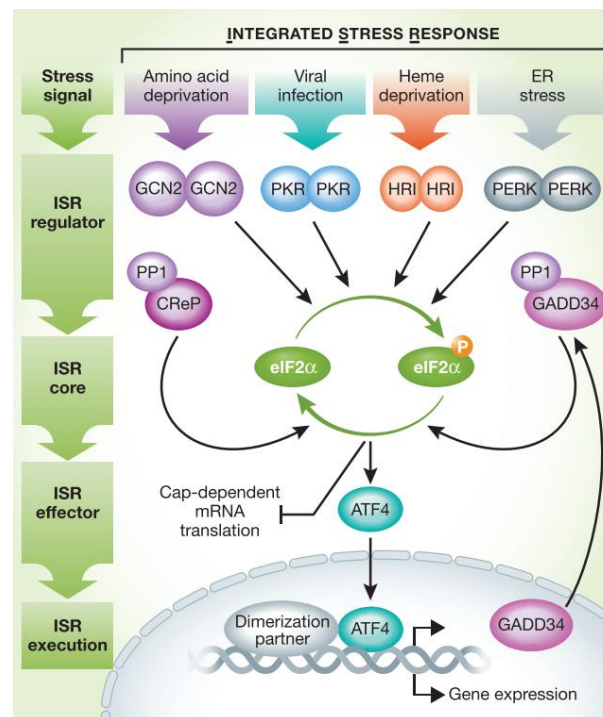 INTEGRATED STRESS RESPONSE
Stress
signal
Amino acid
deprivation
Viral
infection
Heme
deprivation
ER
stress
ISR
regulator
GCN2 GCN2
PKR PKR
HRI HRI
PERK PERK
PP1
CReP
PP1
GADD34
ISR
core
eIF2α
P
eIF2α
ISR
effector
Cap-dependent
mRNA
translation
ATF4
ISR
execution
Dimerization
partner
ATF4
GADD34
Gene expression